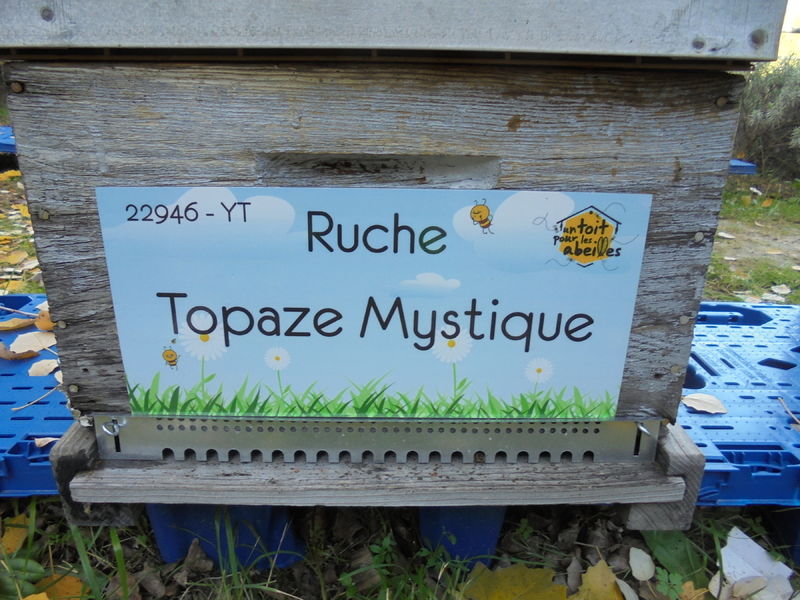 22946 - YT
Ruche
un toit
pour les
abeilles
Topaze Mystique